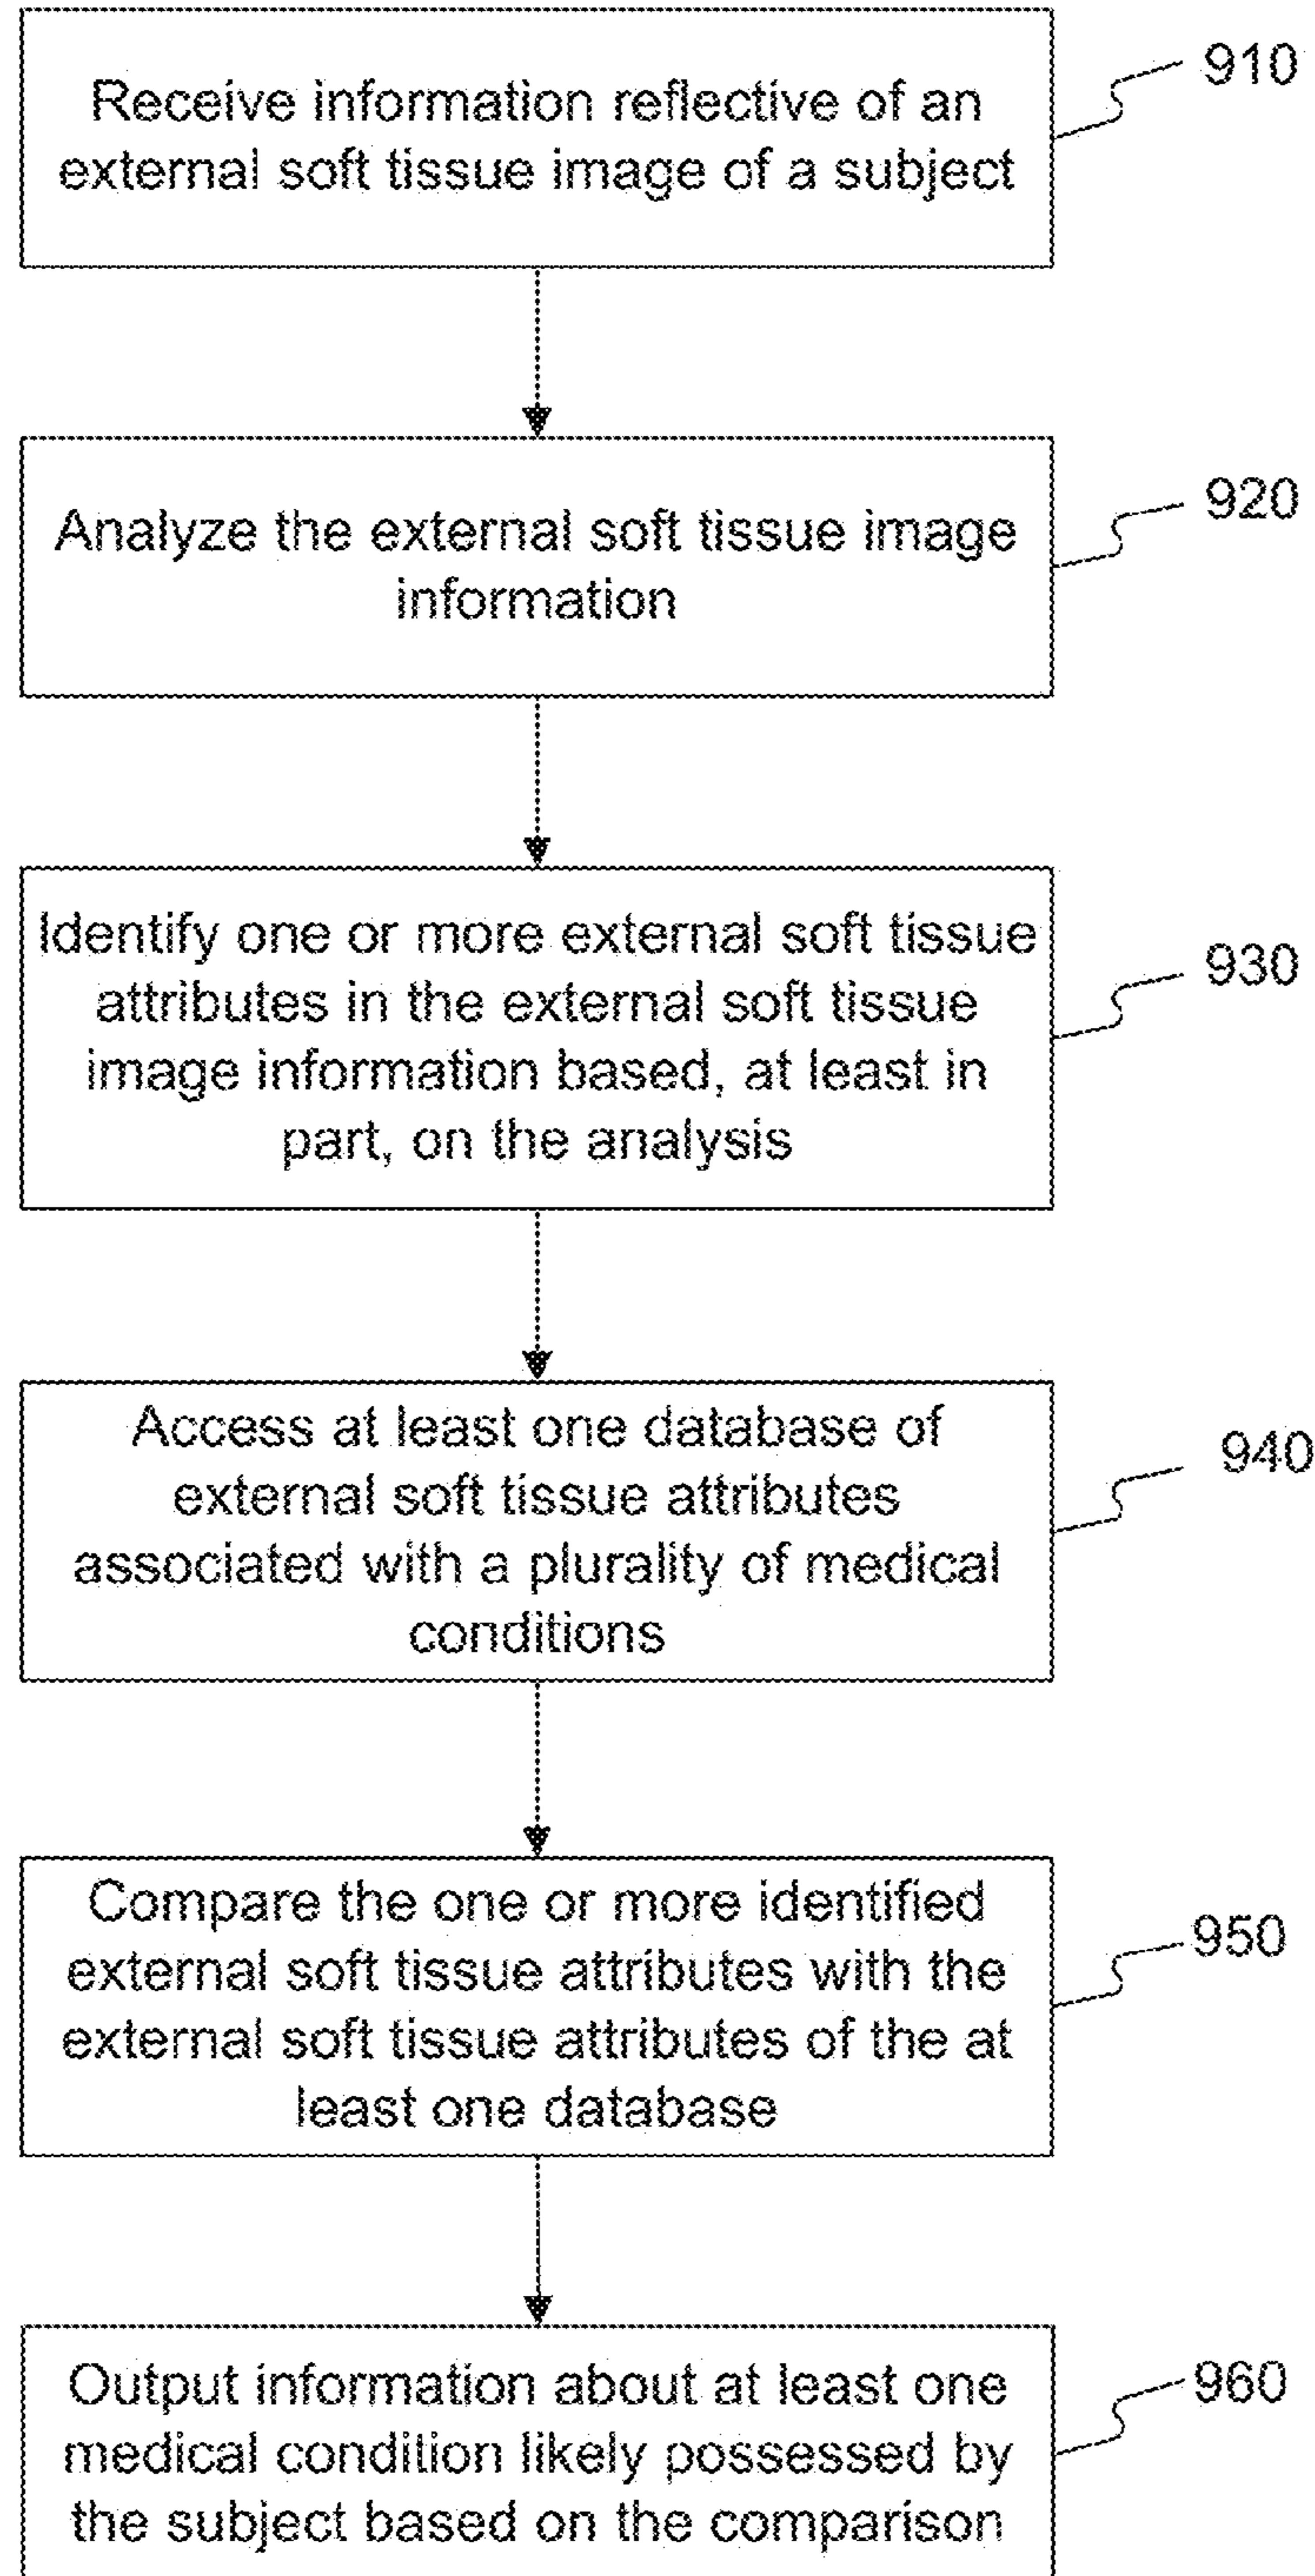 Receive information reflective of an
external soft tissue image of a subject
910
Analyze the external soft tissue image
information
920
Identify one or more external soft tissue
attributes in the external soft tissue
image information based, at least in
part, on the analysis
930
Access at least one database of
external soft tissue attributes
associated with a plurality of medical
conditions
940
Compare the one or more identified
external soft tissue attributes with the
external soft tissue attributes of the at
least one database
950
Output information about at least one
medical condition likely possessed by
the subject based on the comparison
960